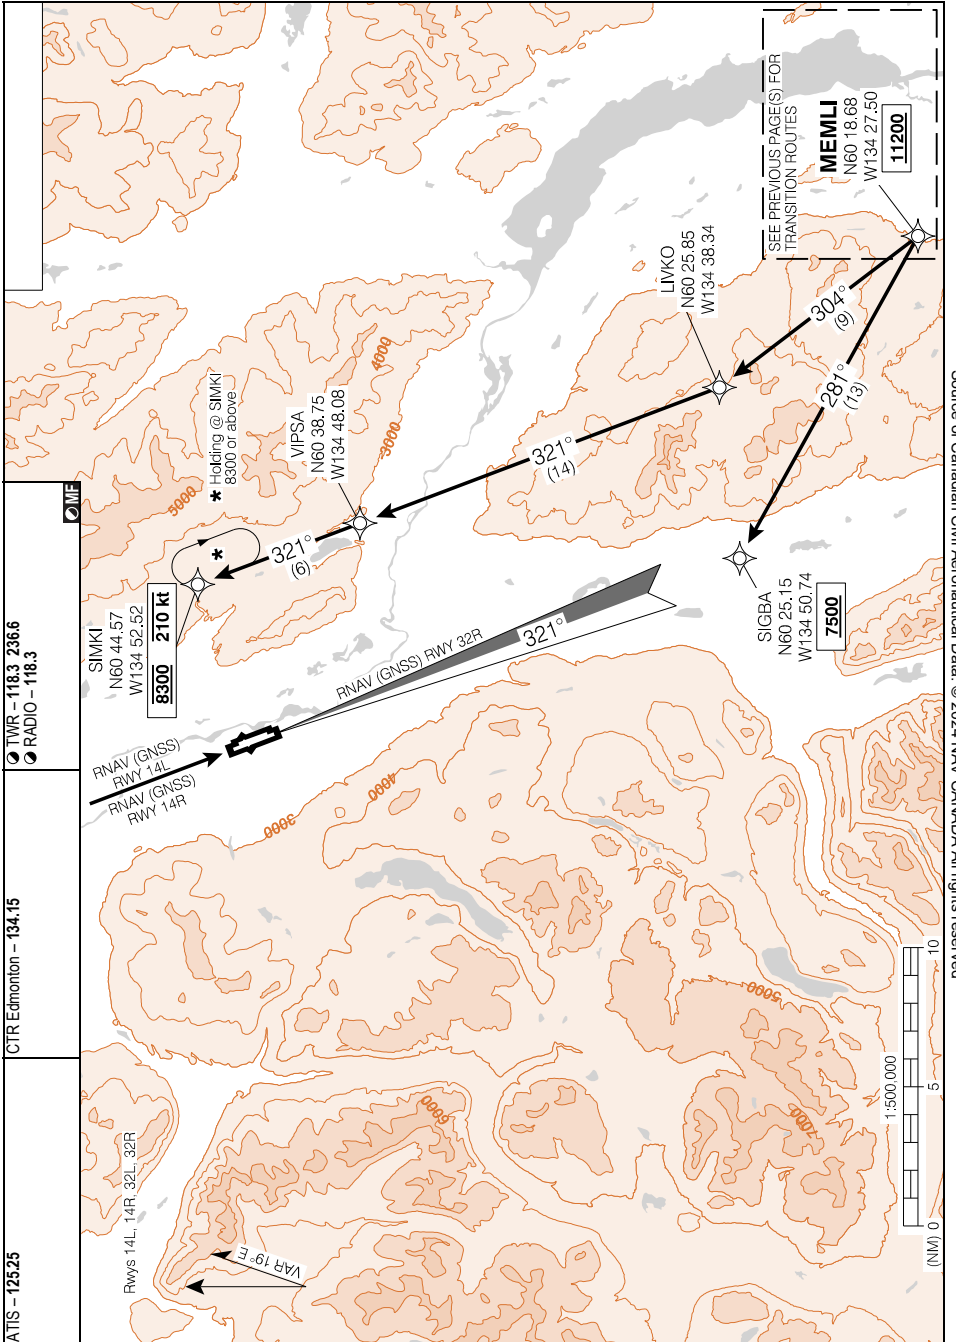 ATIS – 125.25
CTR Edmonton – 134.15
TWR – 118.3 236.6
RADIO – 118.3
MF
Rwys 14L, 14R, 32L, 32R
VAR 19° E
RNAV (GNSS)
RWY 14L
RNAV (GNSS)
RWY 14R
SIMKI
N60 44.57
W134 52.52
8300 210 kt
* Holding @ SIMKI
8300 or above
*
VIPSA
N60 38.75
W134 48.08
321°
(6)
RNAV (GNSS) RWY 32R
321°
321°
(14)
LIVKO
N60 25.85
W134 38.34
SEE PREVIOUS PAGE(S) FOR
TRANSITION ROUTES
MEMLI
N60 18.68
W134 27.50
11200
304°
(9)
281°
(13)
SIGBA
N60 25.15
W134 50.74
7500
5000
4000
3000
4000
3000
5000
6000
7000
1:500,000
(NM) 0 5 10